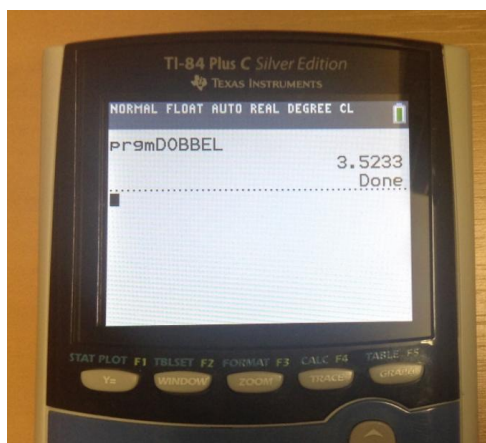 TI-84 Plus C Silver Edition
TEXAS INSTRUMENTS
NORMAL FLOAT AUTO REAL DEGREE CL
prgmDOBBEL
3.5233
Done
STAT PLOT F1 TBLSET F2 FORMAT F3 CALC F4 TABLE F5
Y= WINDOW ZOOM TRACE GRAPH